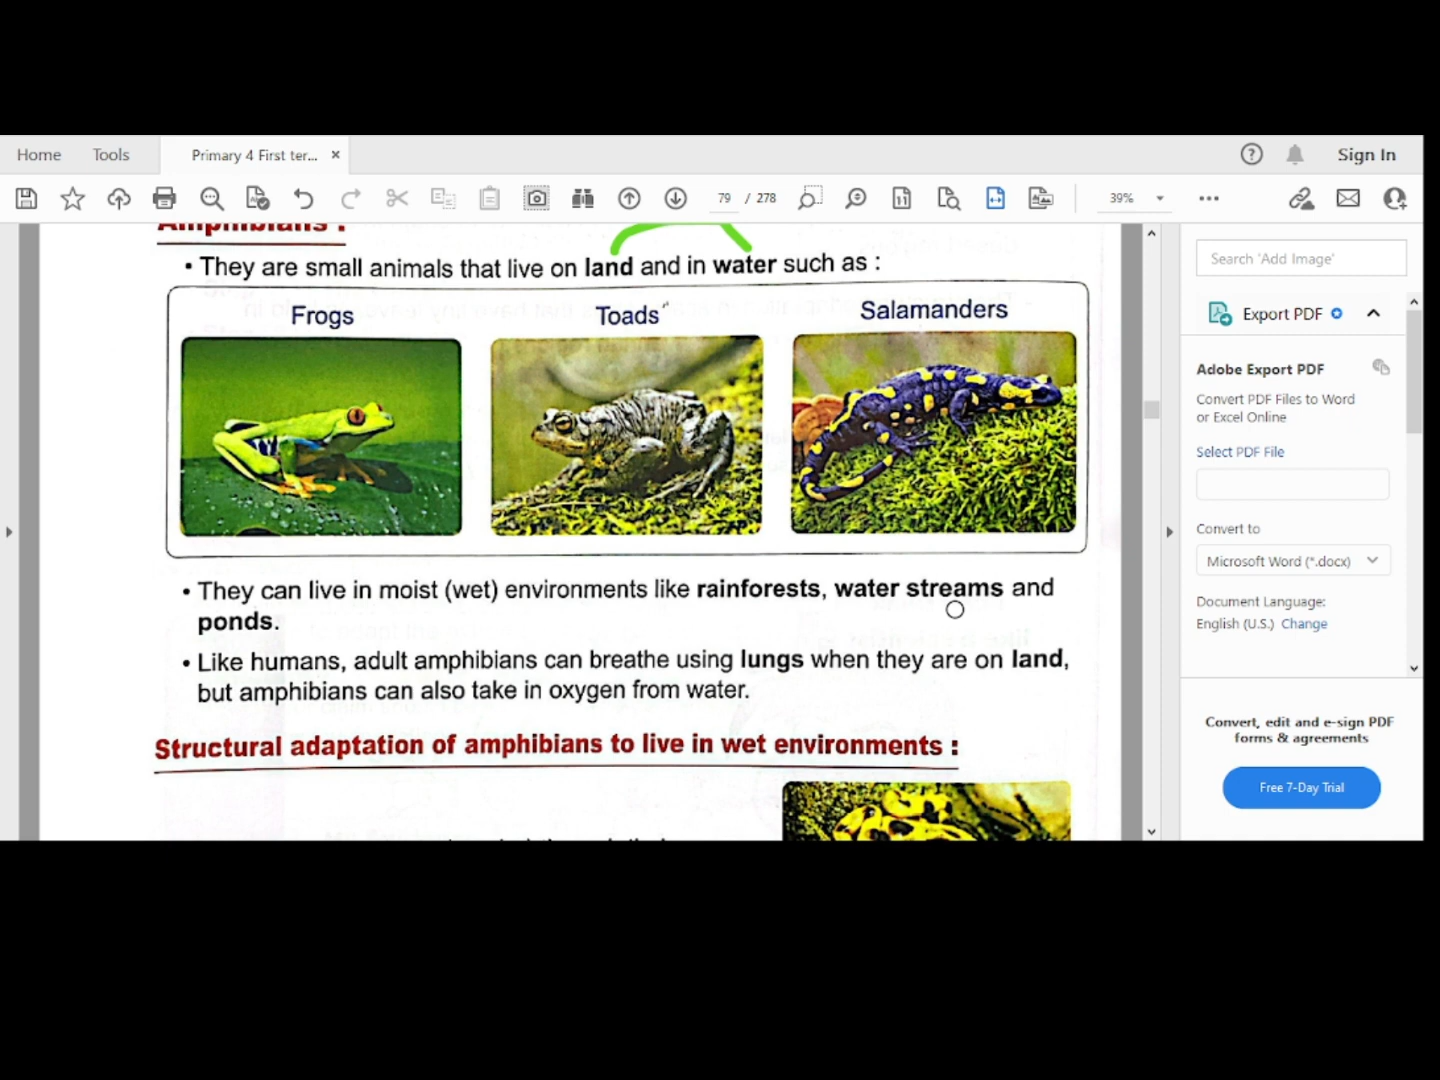 Home Tools Primary 4 First ter... × Sign In
79 / 278 39%
Amphibians :
• They are small animals that live on land and in water such as :
Frogs Toads Salamanders
• They can live in moist (wet) environments like rainforests, water streams and
ponds.
• Like humans, adult amphibians can breathe using lungs when they are on land,
but amphibians can also take in oxygen from water.
Structural adaptation of amphibians to live in wet environments :
Search 'Add Image'
Export PDF
Adobe Export PDF
Convert PDF Files to Word
or Excel Online
Select PDF File
Convert to
Microsoft Word (*.docx)
Document Language:
English (U.S.) Change
Convert, edit and e-sign PDF
forms & agreements
Free 7-Day Trial